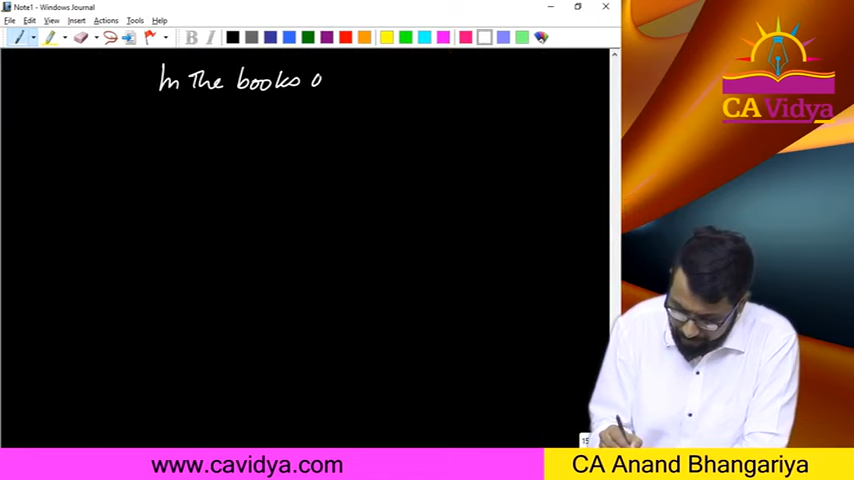 Note1 - Windows Journal
File Edit View Insert Actions Tools Help
B I
In the books o
CA Vidya
15
www.cavidya.com
CA Anand Bhangariya